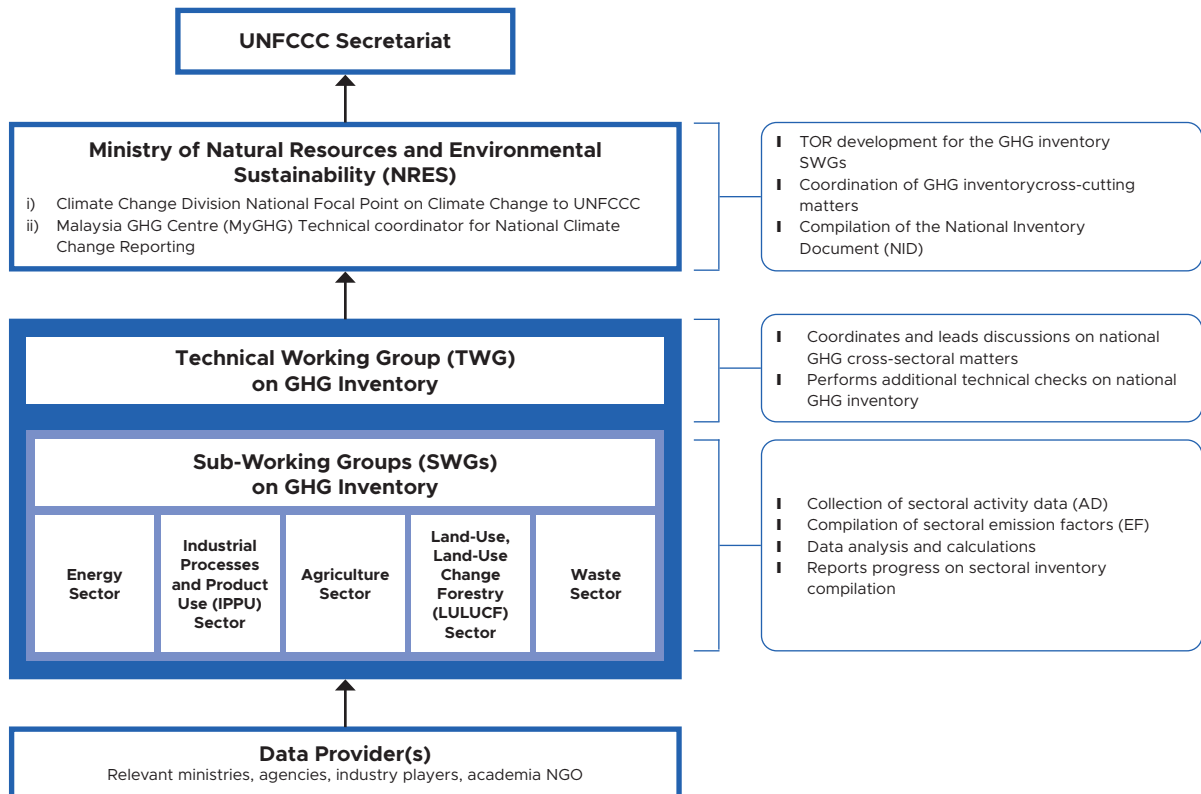 UNFCCC Secretariat
Ministry of Natural Resources and Environmental
Sustainability (NRES)
i) Climate Change Division National Focal Point on Climate Change to UNFCCC
ii) Malaysia GHG Centre (MyGHG) Technical coordinator for National Climate
Change Reporting
TOR development for the GHG inventory
SWGs
Coordination of GHG inventorycross-cutting
matters
Compilation of the National Inventory
Document (NID)
Technical Working Group (TWG)
on GHG Inventory
Coordinates and leads discussions on national
GHG cross-sectoral matters
Performs additional technical checks on national
GHG inventory
Sub-Working Groups (SWGs)
on GHG Inventory
Energy
Sector
Industrial
Processes
and Product
Use (IPPU)
Sector
Agriculture
Sector
Land-Use,
Land-Use
Change
Forestry
(LULUCF)
Sector
Waste
Sector
Collection of sectoral activity data (AD)
Compilation of sectoral emission factors (EF)
Data analysis and calculations
Reports progress on sectoral inventory
compilation
Data Provider(s)
Relevant ministries, agencies, industry players, academia NGO